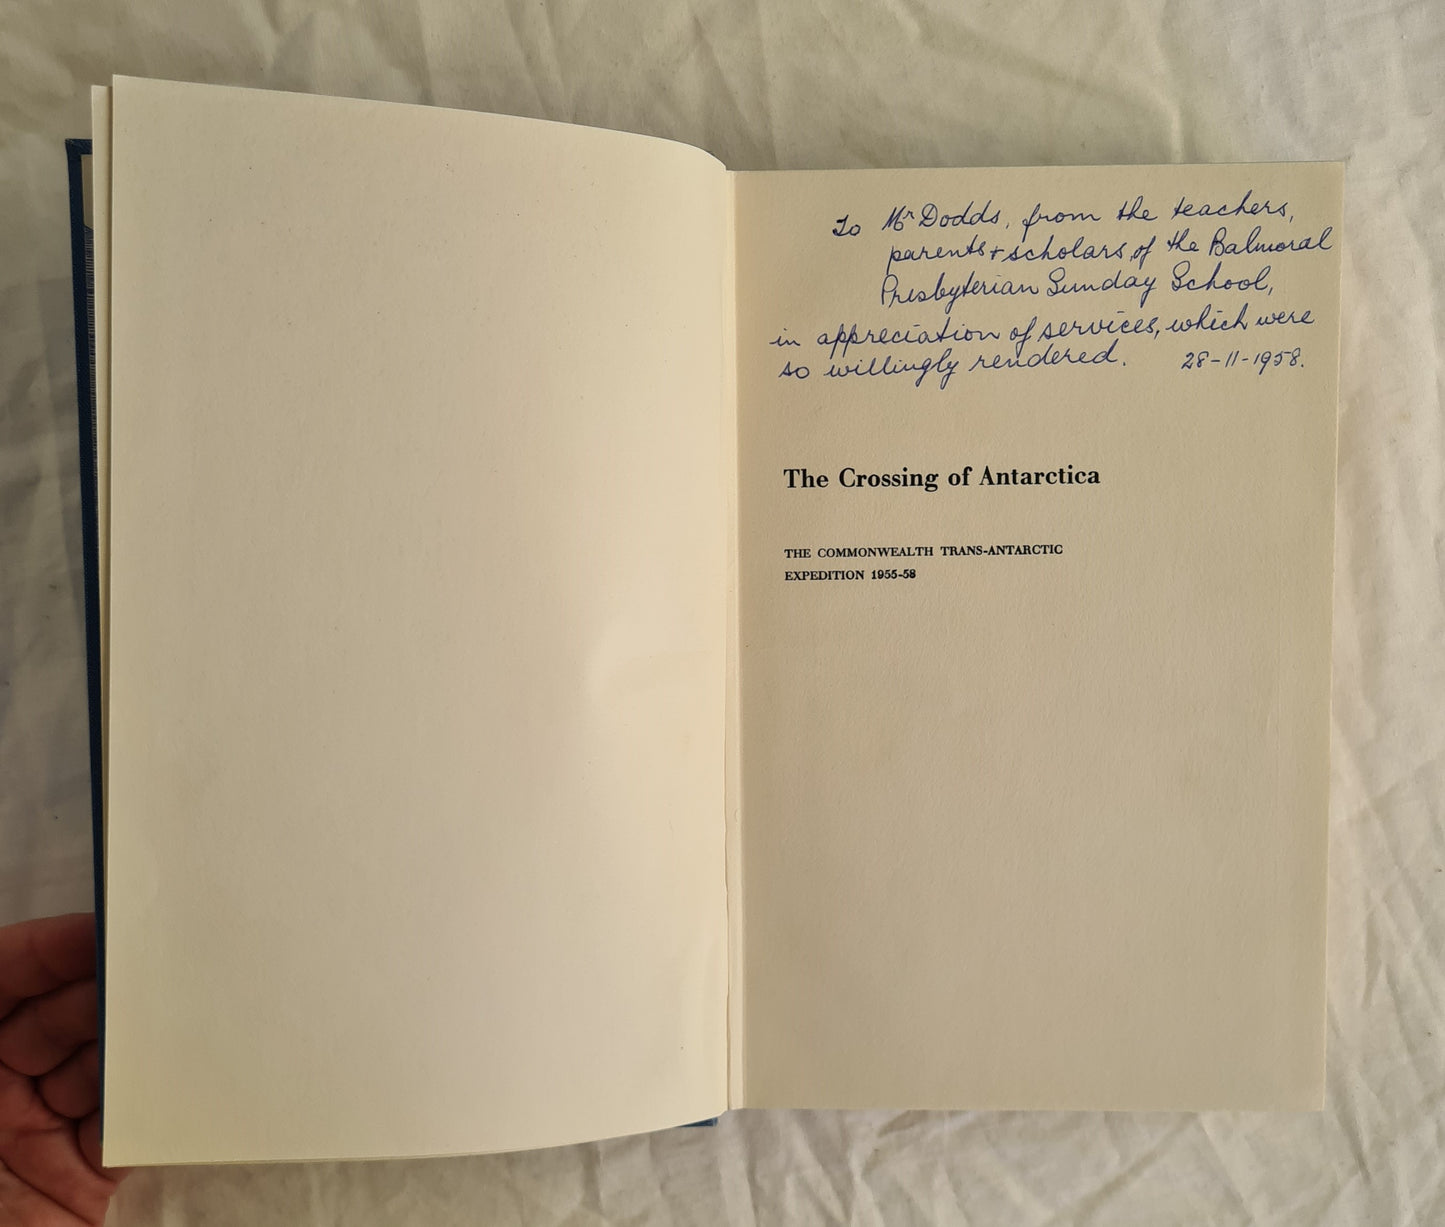 To Mr Dodds, from the teachers,
parents + scholars, of the Balmoral
Presbyterian Sunday School,
in appreciation of services, which were
so willingly rendered. 28-11-1958.
The Crossing of Antarctica
THE COMMONWEALTH TRANS-ANTARCTIC
EXPEDITION 1955-58